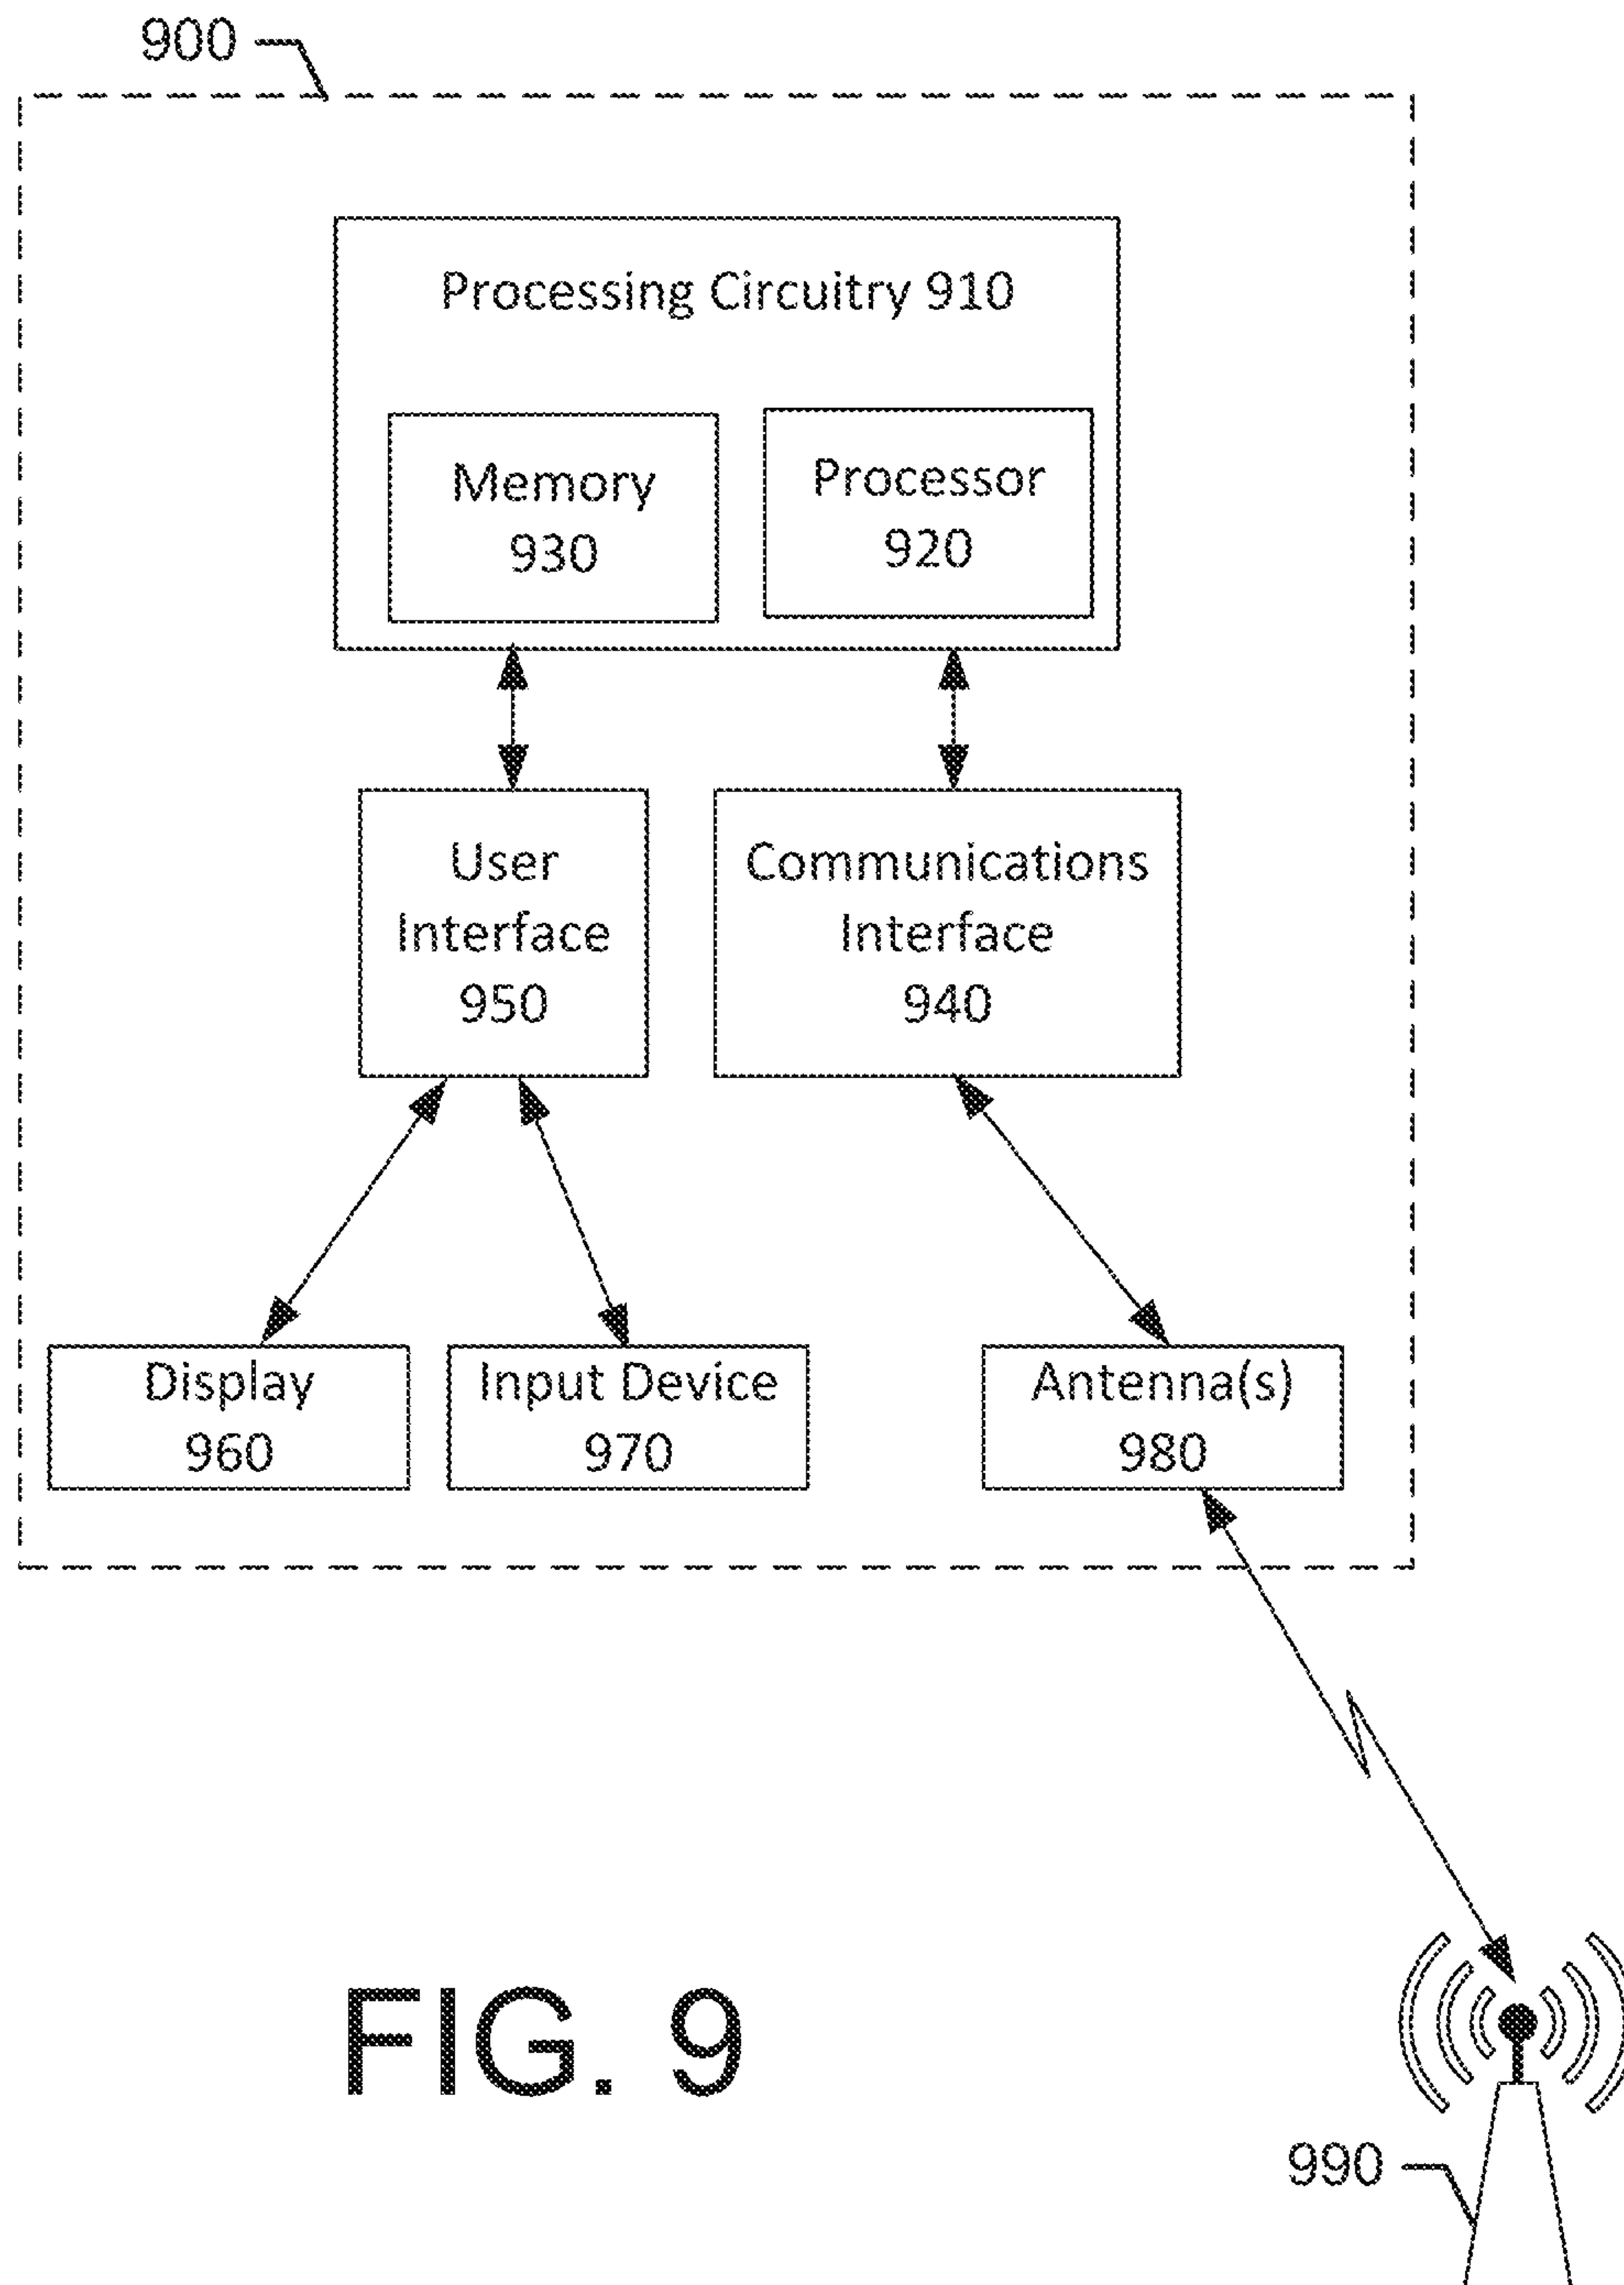 900
Processing Circuitry 910
Memory
930
Processor
920
User
Interface
950
Communications
Interface
940
Display
960
Input Device
970
Antenna(s)
980
FIG. 9
990